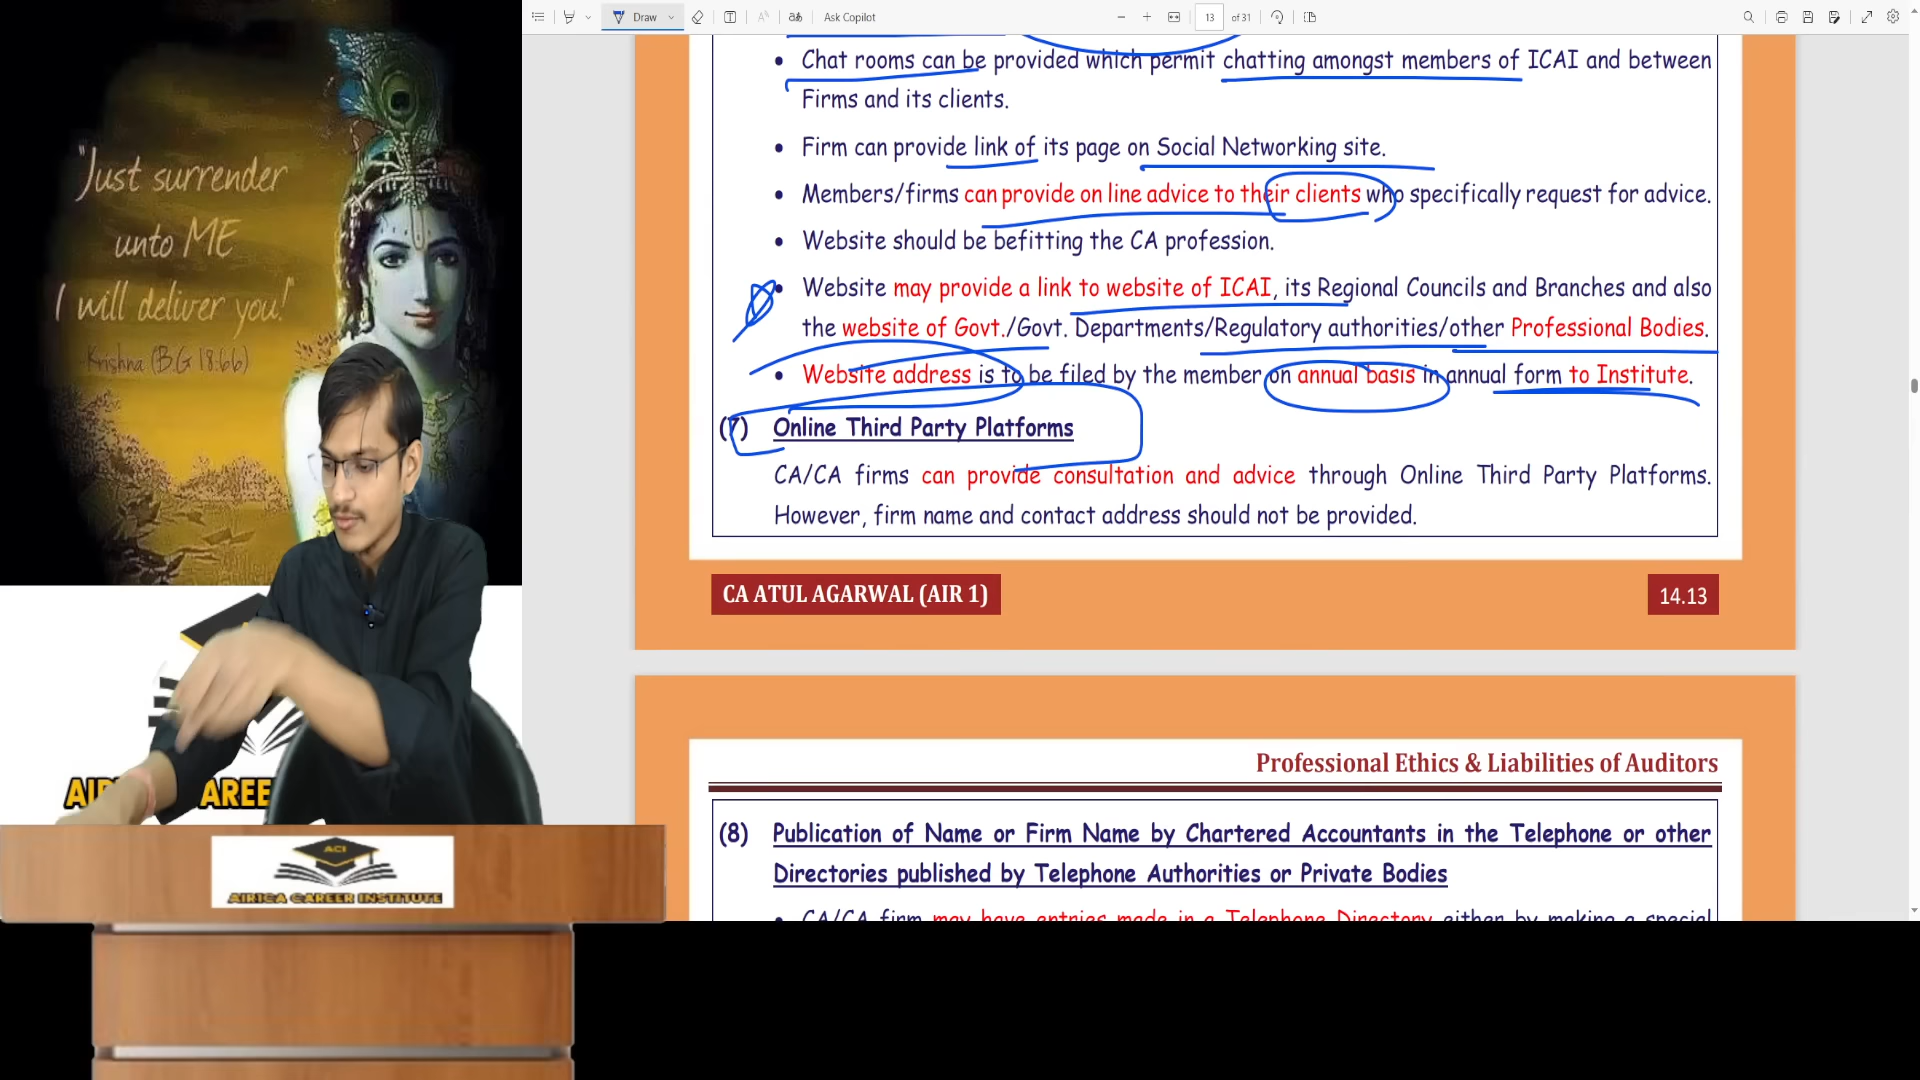 Draw
Ask Copilot
13
of 31
• Chat rooms can be provided which permit chatting amongst members of ICAI and between
Firms and its clients.
• Firm can provide link of its page on Social Networking site.
• Members/firms can provide on line advice to their clients who specifically request for advice.
• Website should be befitting the CA profession.
• Website may provide a link to website of ICAI, its Regional Councils and Branches and also
the website of Govt./Govt. Departments/Regulatory authorities/other Professional Bodies.
• Website address is to be filed by the member on annual basis in annual form to Institute.
(7) Online Third Party Platforms
CA/CA firms can provide consultation and advice through Online Third Party Platforms.
However, firm name and contact address should not be provided.
CA ATUL AGARWAL (AIR 1)
14.13
Professional Ethics & Liabilities of Auditors
(8) Publication of Name or Firm Name by Chartered Accountants in the Telephone or other
Directories published by Telephone Authorities or Private Bodies
• CA/CA firm may have entries made in a Telephone Directory either by making a special
"Just surrender
unto ME
I will deliver you!"
- Krishna (B.G 18:66)
ACI
AIR1CA CAREER INSTITUTE